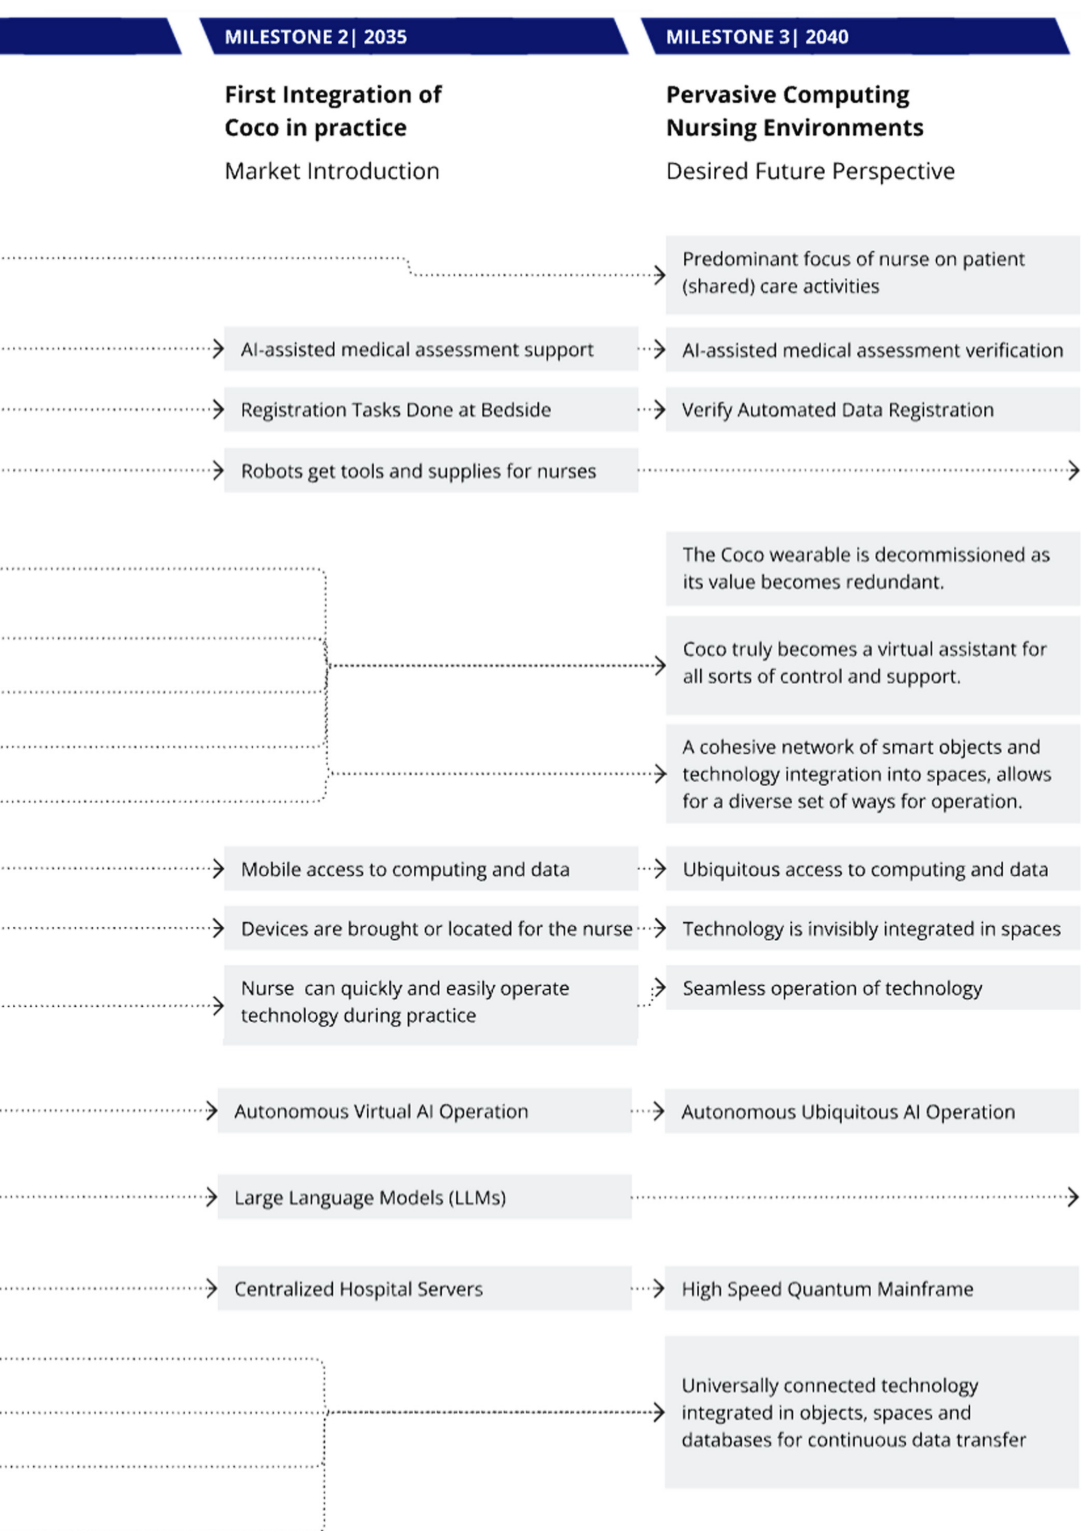 MILESTONE 2| 2035
MILESTONE 3| 2040
First Integration of
Coco in practice
Market Introduction
Pervasive Computing
Nursing Environments
Desired Future Perspective
Predominant focus of nurse on patient
(shared) care activities
AI-assisted medical assessment support
AI-assisted medical assessment verification
Registration Tasks Done at Bedside
Verify Automated Data Registration
Robots get tools and supplies for nurses
The Coco wearable is decommissioned as
its value becomes redundant.
Coco truly becomes a virtual assistant for
all sorts of control and support.
A cohesive network of smart objects and
technology integration into spaces, allows
for a diverse set of ways for operation.
Mobile access to computing and data
Ubiquitous access to computing and data
Devices are brought or located for the nurse
Technology is invisibly integrated in spaces
Nurse can quickly and easily operate
technology during practice
Seamless operation of technology
Autonomous Virtual AI Operation
Autonomous Ubiquitous AI Operation
Large Language Models (LLMs)
Centralized Hospital Servers
High Speed Quantum Mainframe
Universally connected technology
integrated in objects, spaces and
databases for continuous data transfer